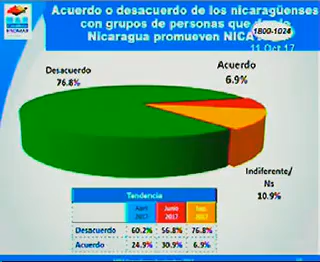 Acuerdo o desacuerdo de los nicaragüenses
con grupos de personas que desde
Nicaragua promueven NICA
1800-1024
11 Oct 17
Desacuerdo
76.8%
Acuerdo
6.9%
Indiferente/
Ns
10.9%
Tendencia
Abril Junio Sep.
2017 2017 2017
Desacuerdo 60.2% 56.8% 76.8%
Acuerdo 24.9% 30.9% 6.9%